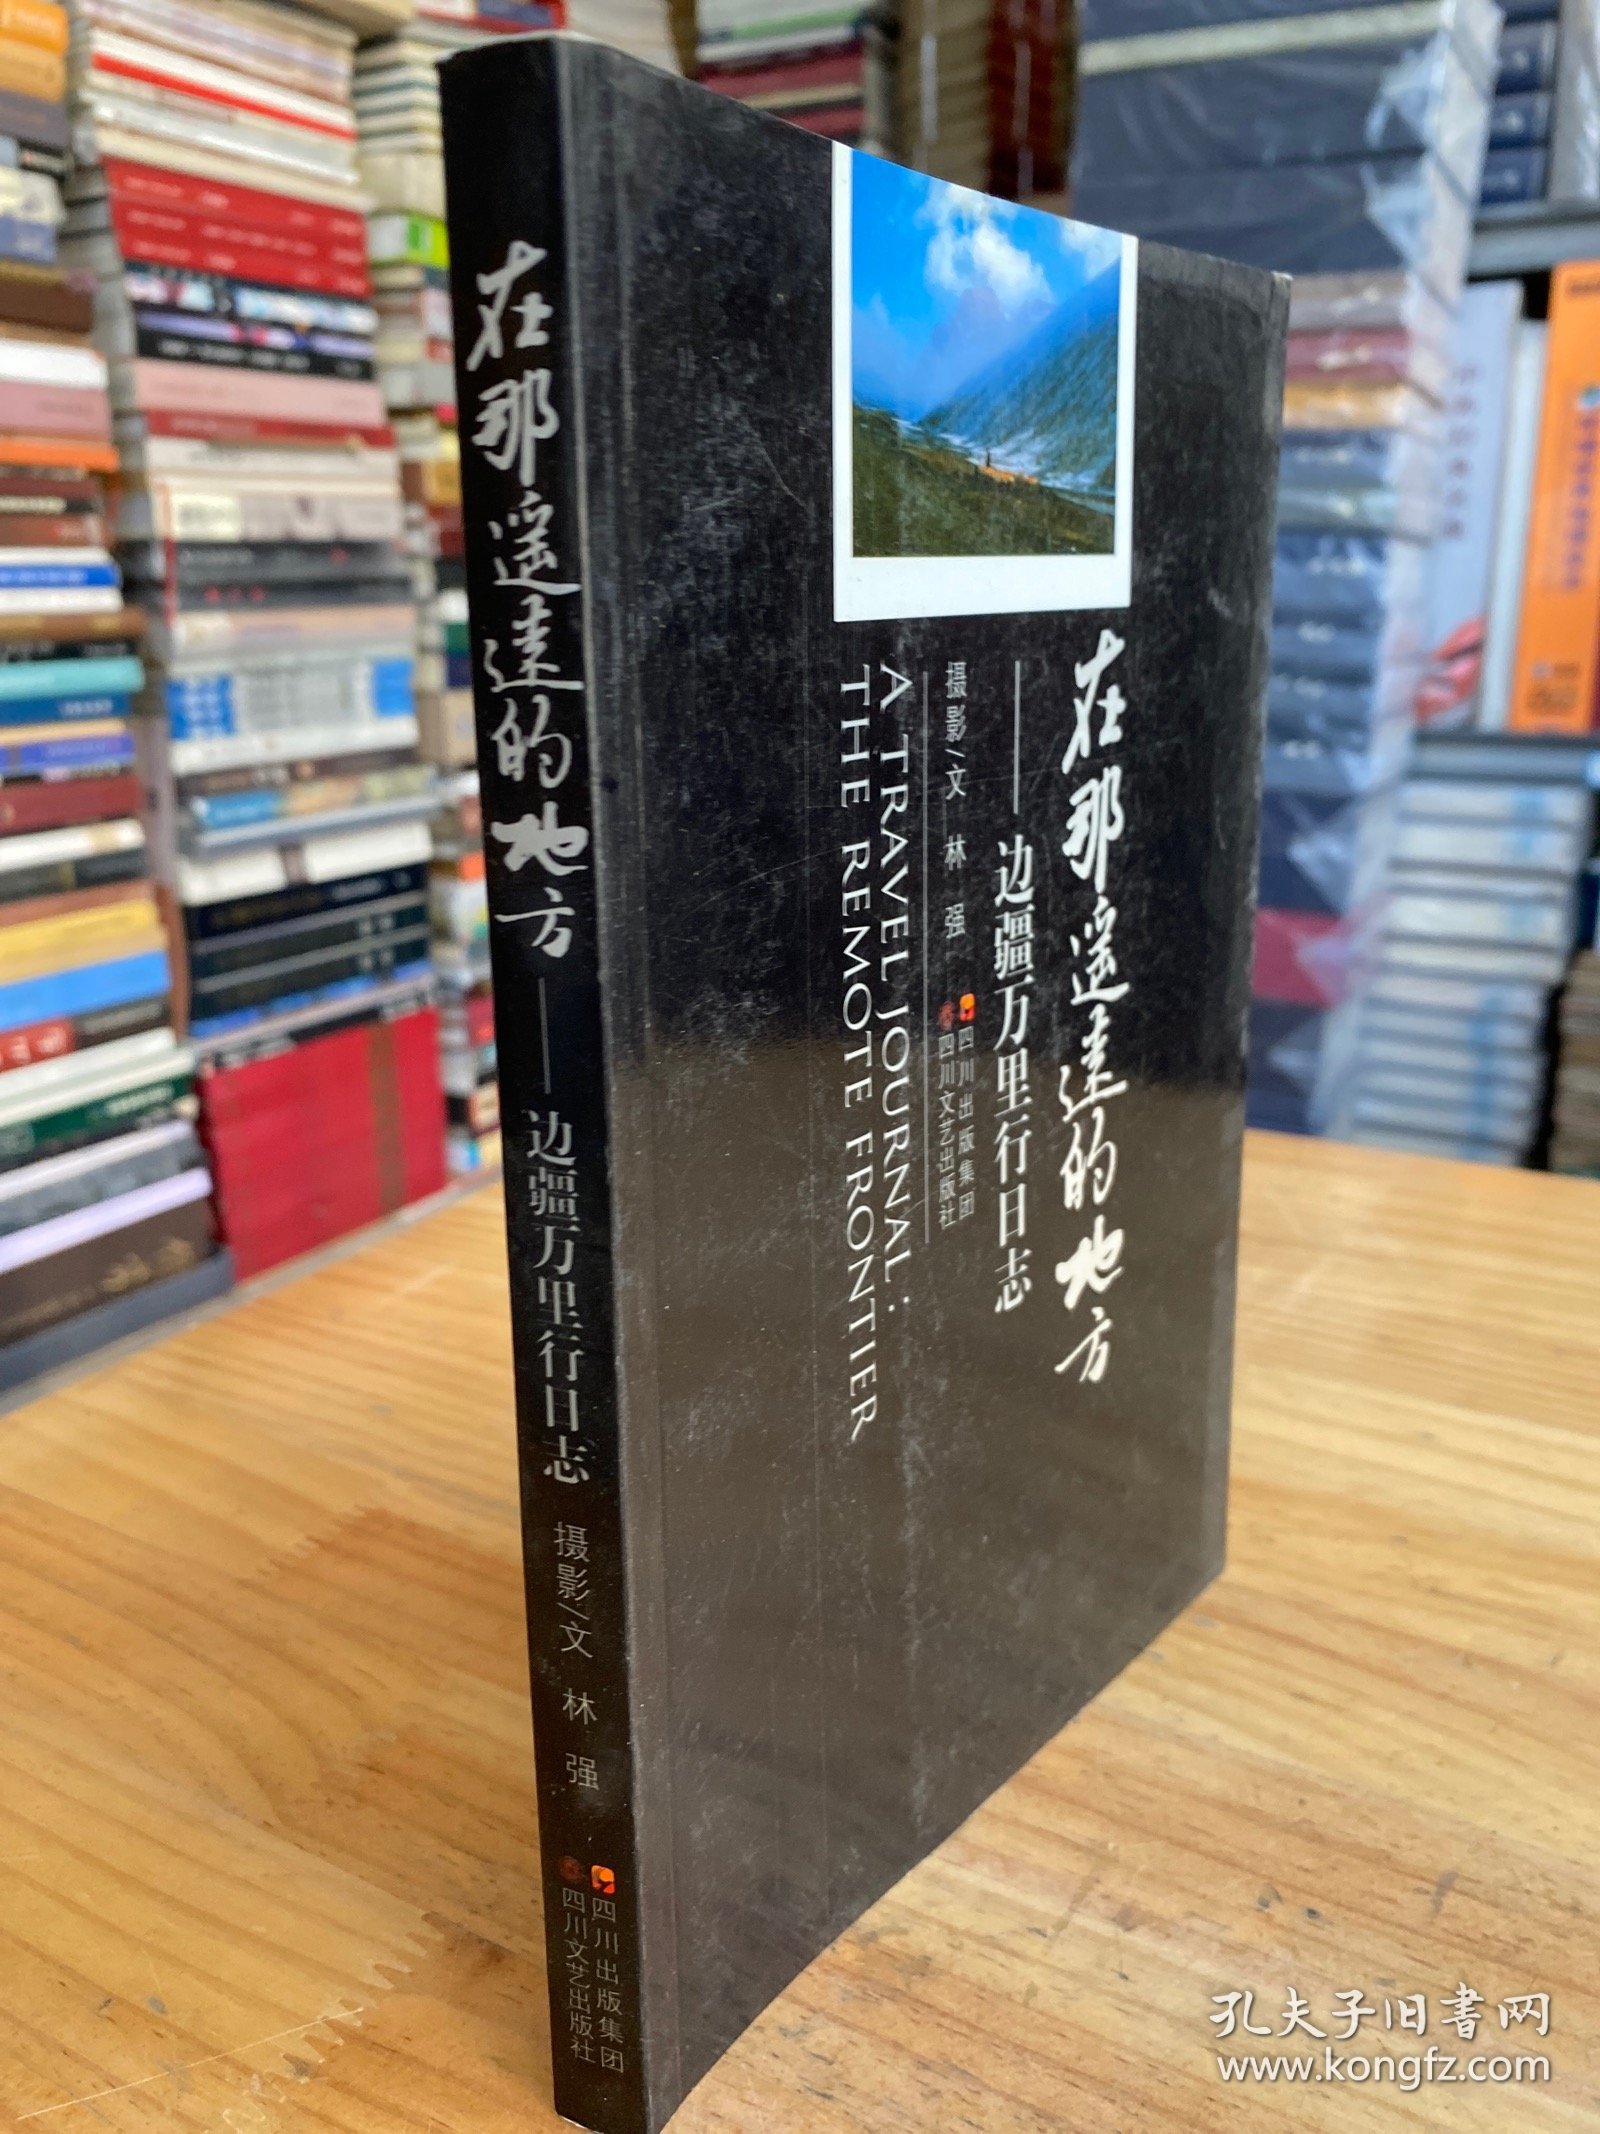 在那遥远的地方
——边疆万里行日志
摄影/文 林强
四川出版集团
四川文艺出版社
在那遥远的地方
——边疆万里行日志
摄影/文 林强
四川出版集团
四川文艺出版社
A TRAVEL JOURNAL:
THE REMOTE FRONTIER
孔夫子旧書网
www.kongfz.com